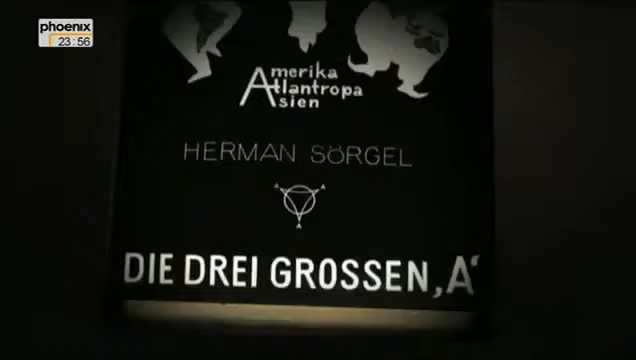 phoenix
23:56
Amerika
Atlantropa
Asien
HERMAN SÖRGEL
A A
A
DIE DREI GROSSEN ‚A‘